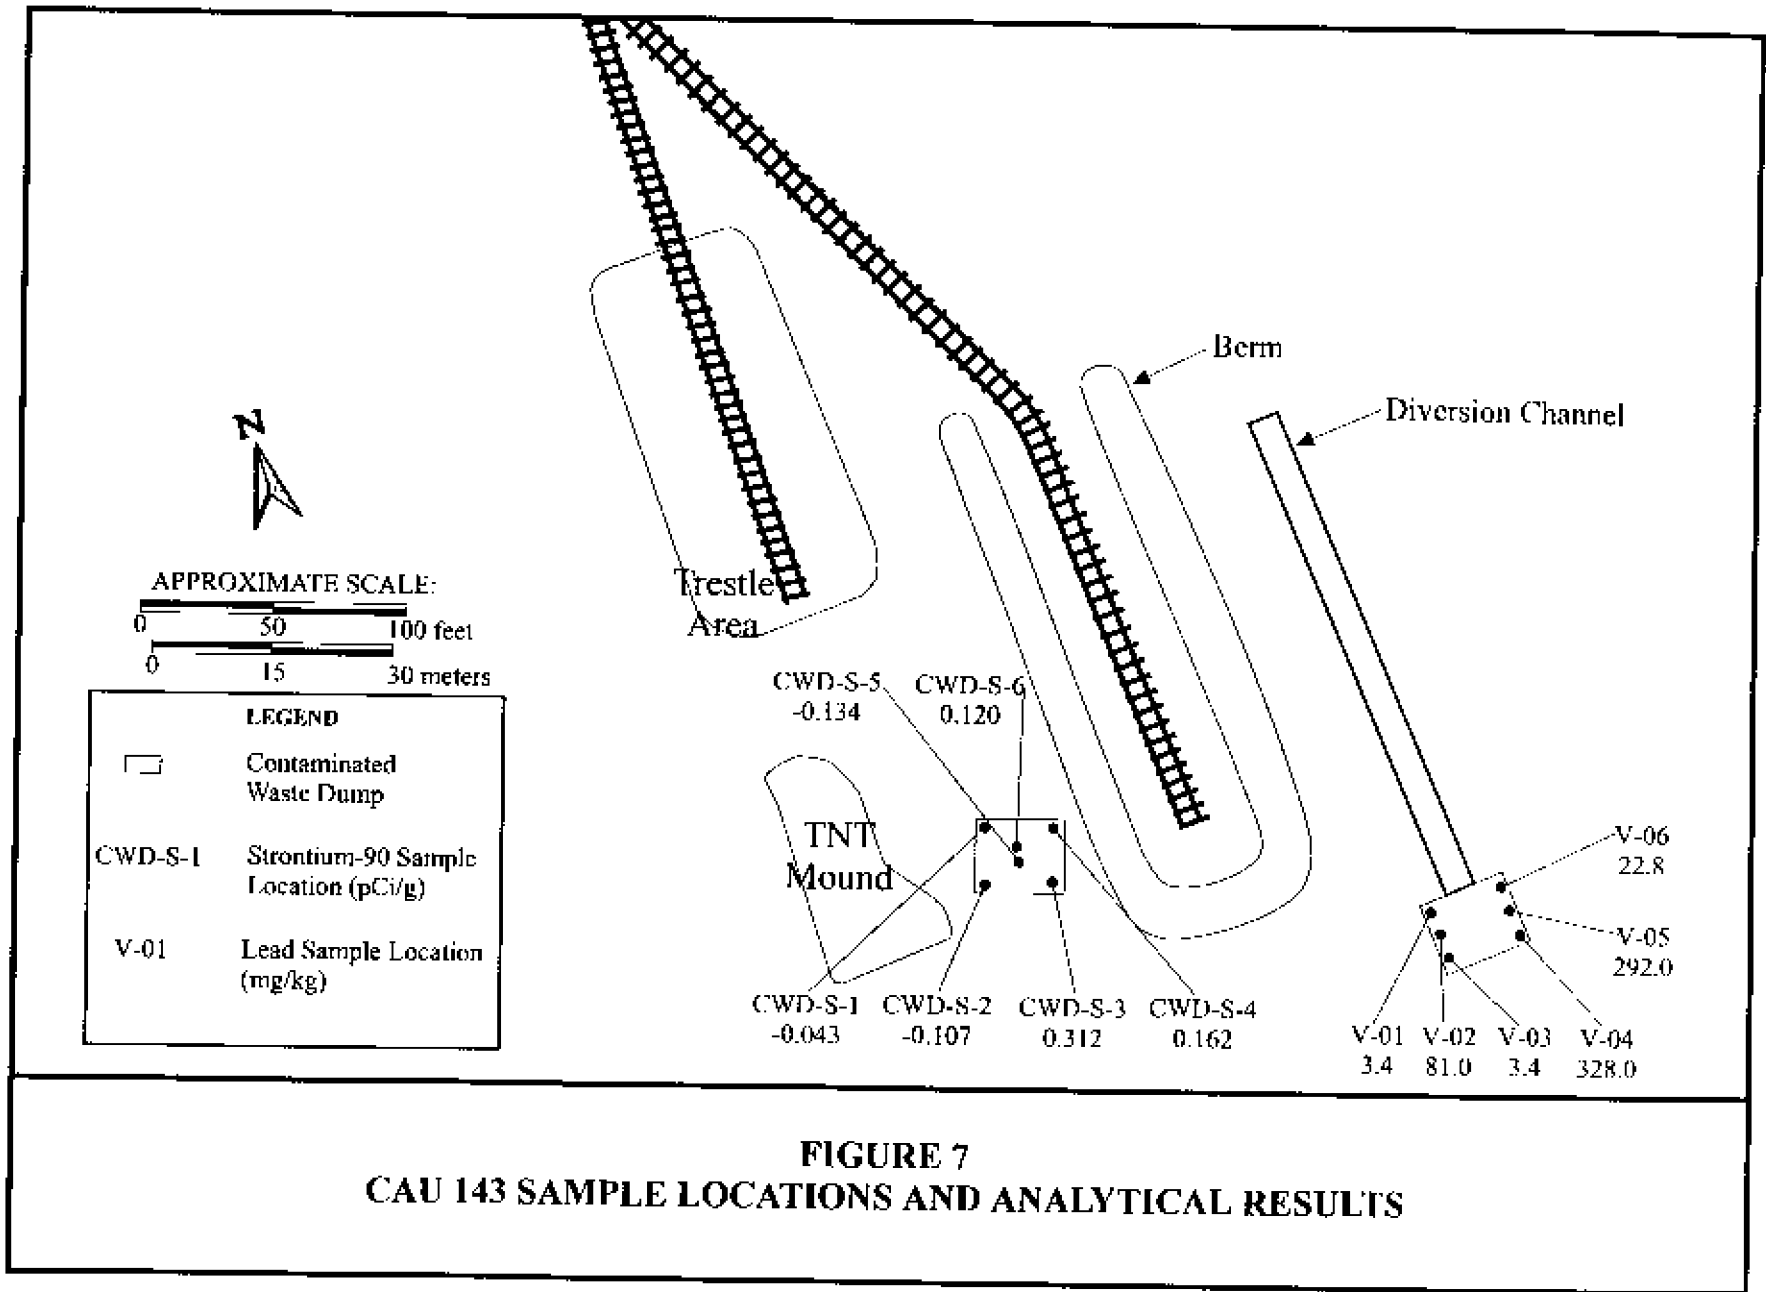 Berm
Diversion Channel
N
APPROXIMATE SCALE:
0 50 100 feet
0 15 30 meters
Trestle
Area
LEGEND
Contaminated
Waste Dump
CWD-S-1 Strontium-90 Sample
Location (pCi/g)
V-01 Lead Sample Location
(mg/kg)
CWD-S-5
-0.134
CWD-S-6
0.120
TNT
Mound
CWD-S-1
-0.043
CWD-S-2
-0.107
CWD-S-3
0.312
CWD-S-4
0.162
V-06
22.8
V-05
292.0
V-01
3.4
V-02
81.0
V-03
3.4
V-04
328.0
FIGURE 7
CAU 143 SAMPLE LOCATIONS AND ANALYTICAL RESULTS